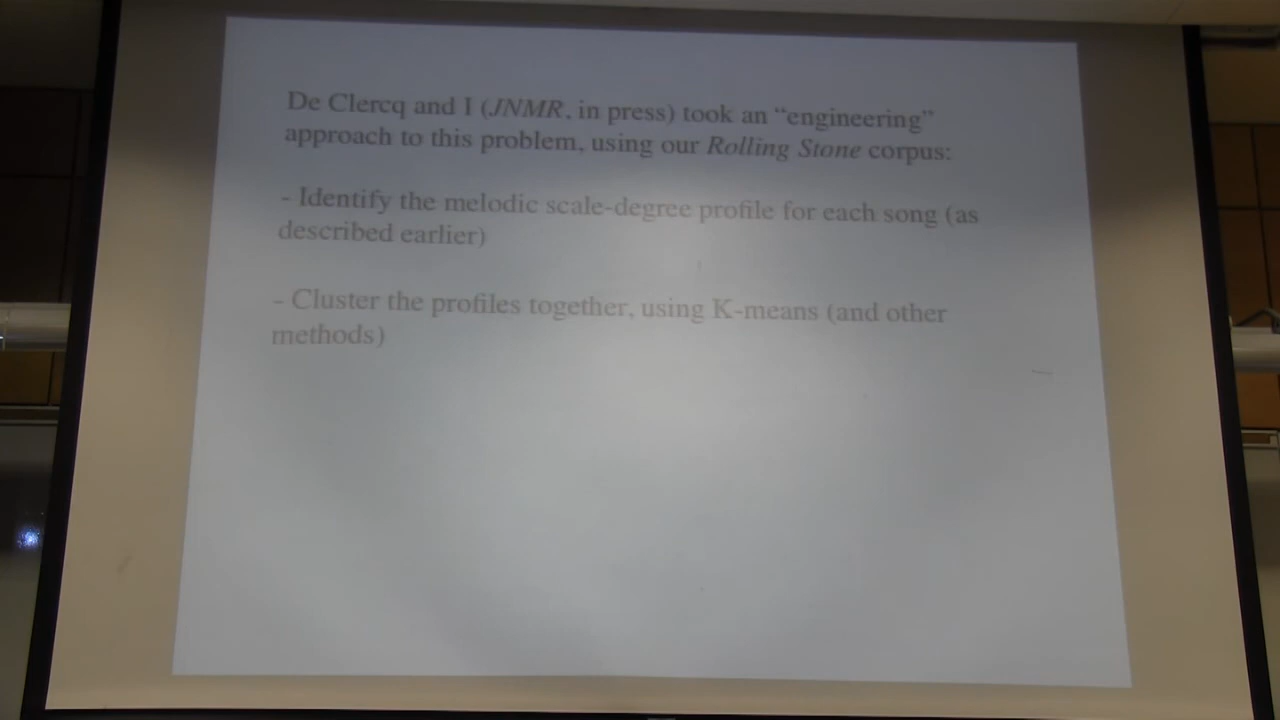 De Clercq and I (JNMR, in press) took an “engineering”
approach to this problem, using our Rolling Stone corpus:
- Identify the melodic scale-degree profile for each song (as
described earlier)
- Cluster the profiles together, using K-means (and other
methods)